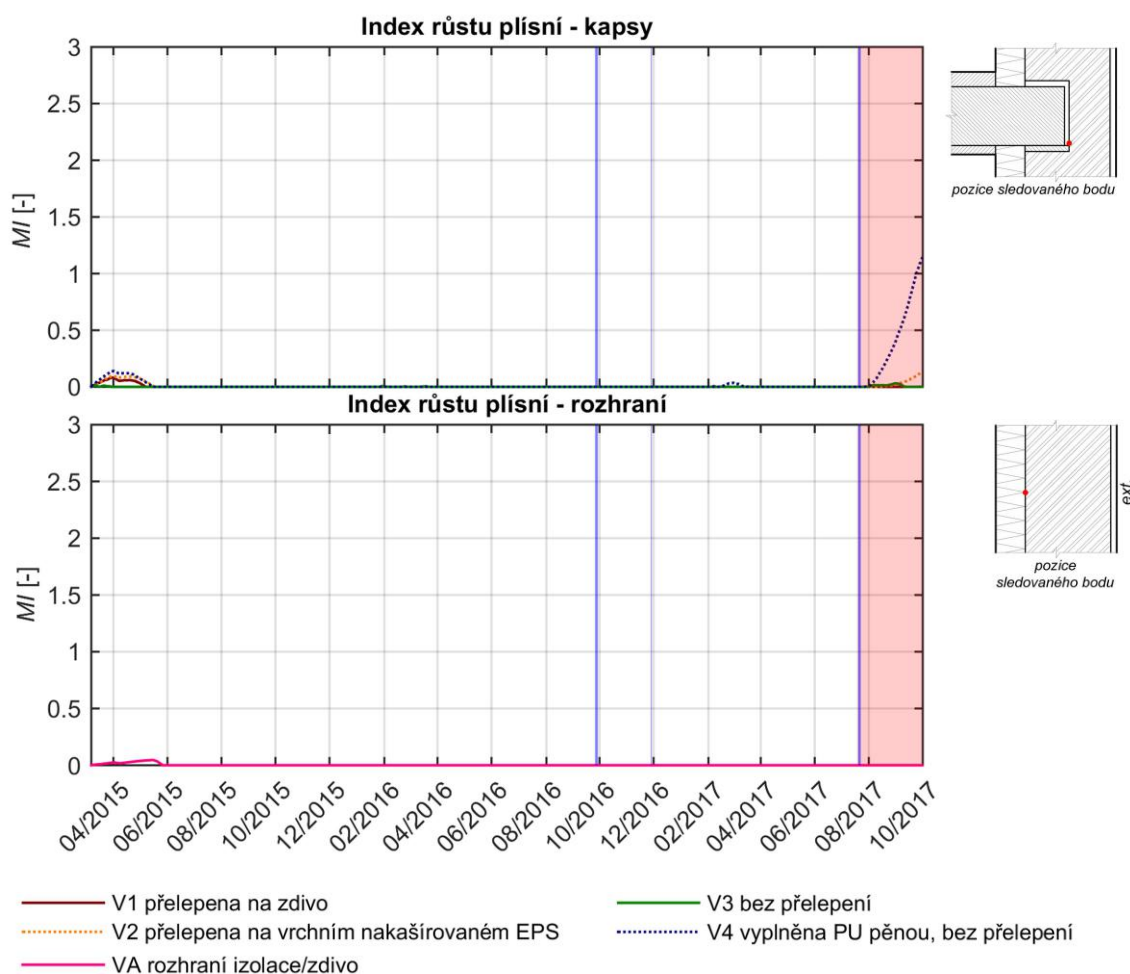 Index růstu plísní - kapsy
3
2.5
2
1.5
1
0.5
0
MI [-]
pozice sledovaného bodu
Index růstu plísní - rozhraní
3
2.5
2
1.5
1
0.5
0
MI [-]
ext.
pozice
sledovaného bodu
04/2015
06/2015
08/2015
10/2015
12/2015
02/2016
04/2016
06/2016
08/2016
10/2016
12/2016
02/2017
04/2017
06/2017
08/2017
10/2017
V1 přelepena na zdivo
V3 bez přelepení
V2 přelepena na vrchním nakašírovaném EPS
V4 vyplněna PU pěnou, bez přelepení
VA rozhraní izolace/zdivo